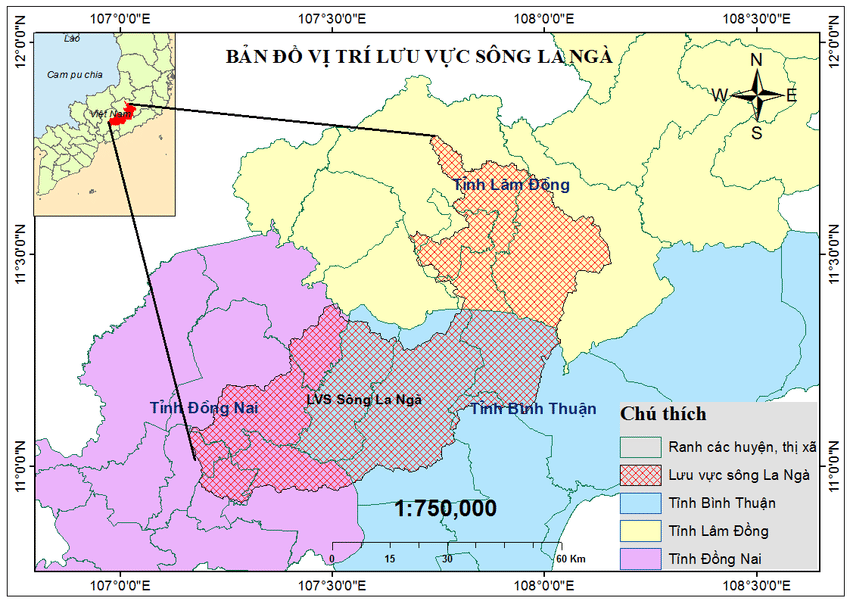 107°0'0"E 107°30'0"E 108°0'0"E 108°30'0"E
12°0'0"N
12°0'0"N
Lào
Cam pu chia
Việt Nam
BẢN ĐỒ VỊ TRÍ LƯU VỰC SÔNG LA NGÀ
N
W E
S
Tỉnh Lâm Đồng
11°30'0"N
11°30'0"N
Tỉnh Đồng Nai
LVS Sông La Ngà
Tỉnh Bình Thuận
11°0'0"N
11°0'0"N
Chú thích
Ranh các huyện, thị xã
Lưu vực sông La Ngà
Tỉnh Bình Thuận
Tỉnh Lâm Đồng
Tỉnh Đồng Nai
1:750,000
0 15 30 60 Km
107°0'0"E 107°30'0"E 108°0'0"E 108°30'0"E